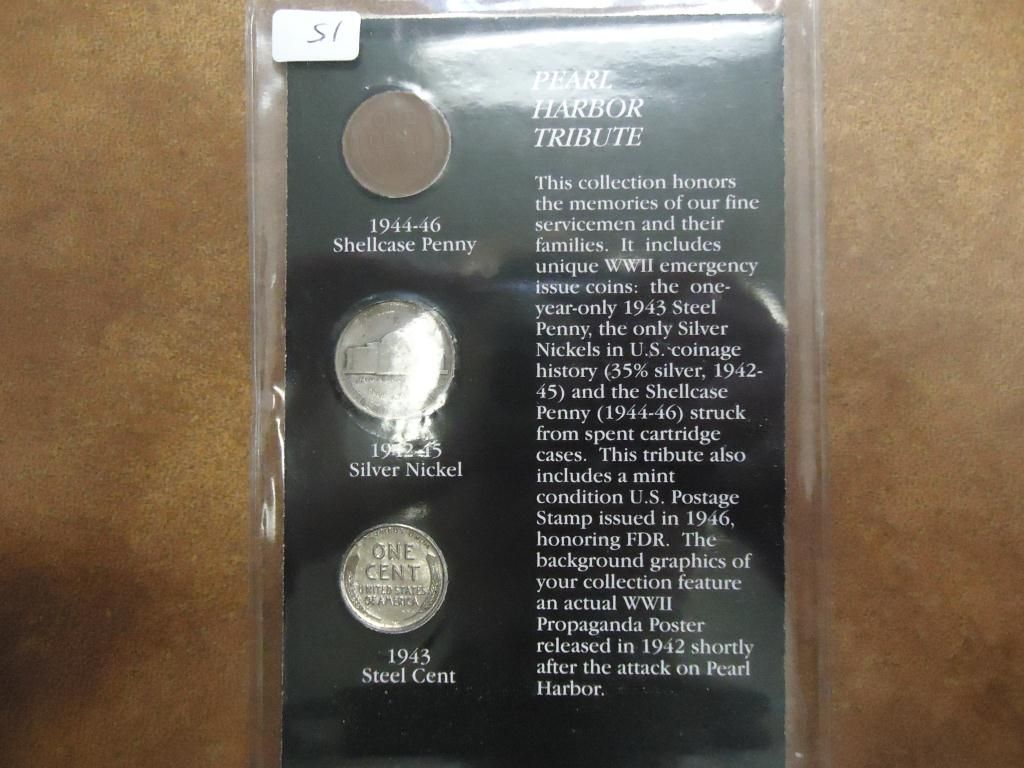 51
PEARL
HARBOR
TRIBUTE
1944-46
Shellcase Penny
1942-45
Silver Nickel
ONE
CENT
UNITED STATES
OF AMERICA
1943
Steel Cent
This collection honors
the memories of our fine
servicemen and their
families. It includes
unique WWII emergency
issue coins: the one-
year-only 1943 Steel
Penny, the only Silver
Nickels in U.S. coinage
history (35% silver, 1942-
45) and the Shellcase
Penny (1944-46) struck
from spent cartridge
cases. This tribute also
includes a mint
condition U.S. Postage
Stamp issued in 1946,
honoring FDR. The
background graphics of
your collection feature
an actual WWII
Propaganda Poster
released in 1942 shortly
after the attack on Pearl
Harbor.